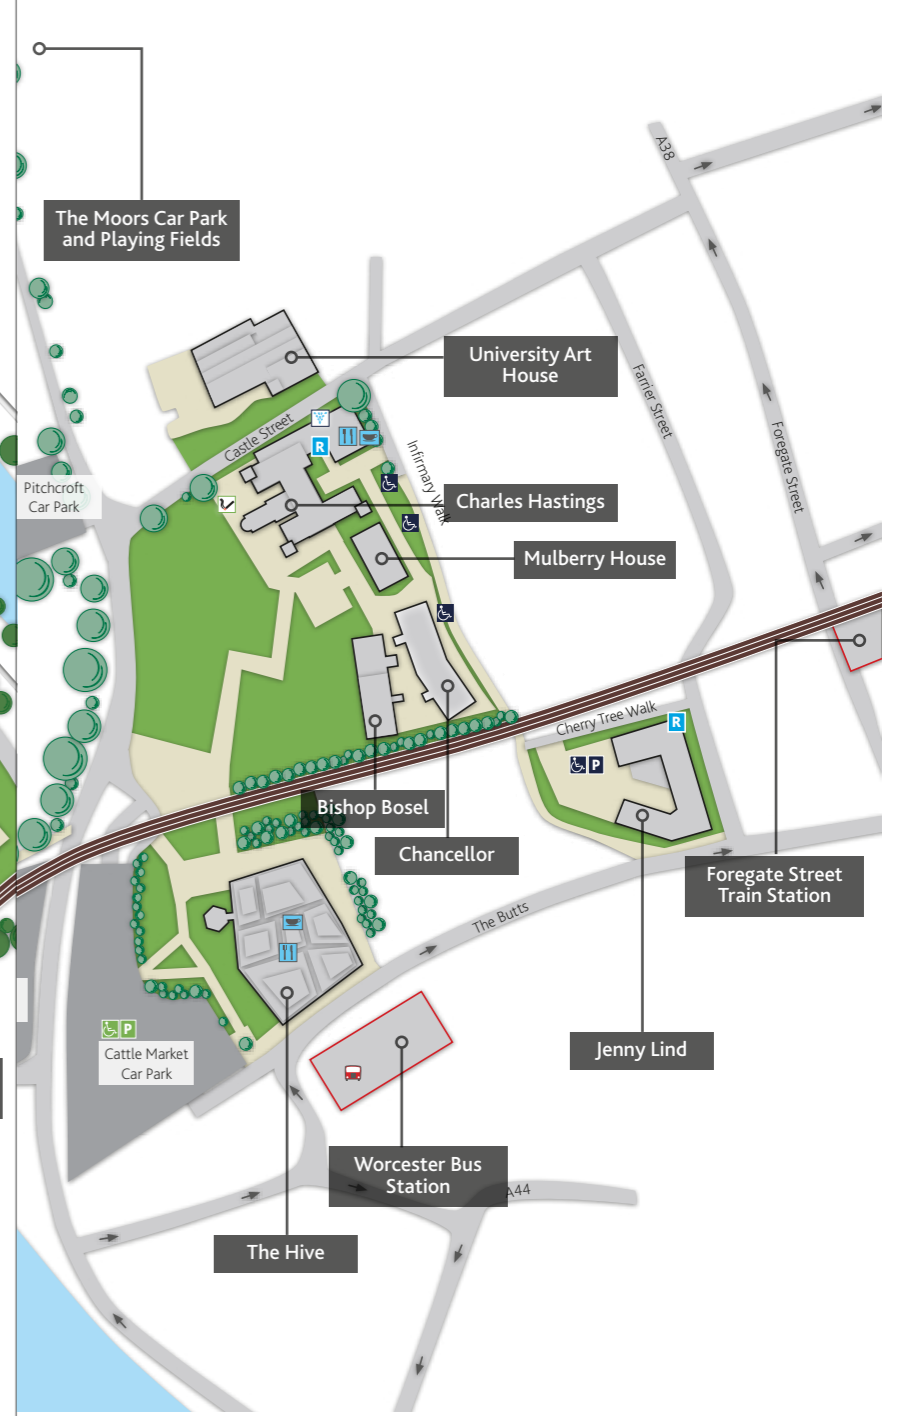 The Moors Car Park
and Playing Fields
A38
University Art
House
Castle Street
Farrier Street
Foregate Street
R
Infirmary Walk
Pitchcroft
Car Park
Charles Hastings
Mulberry House
Cherry Tree Walk
R
P
Bishop Bosel
Chancellor
Foregate Street
Train Station
The Butts
P
Cattle Market
Car Park
Jenny Lind
Worcester Bus
Station
A44
The Hive